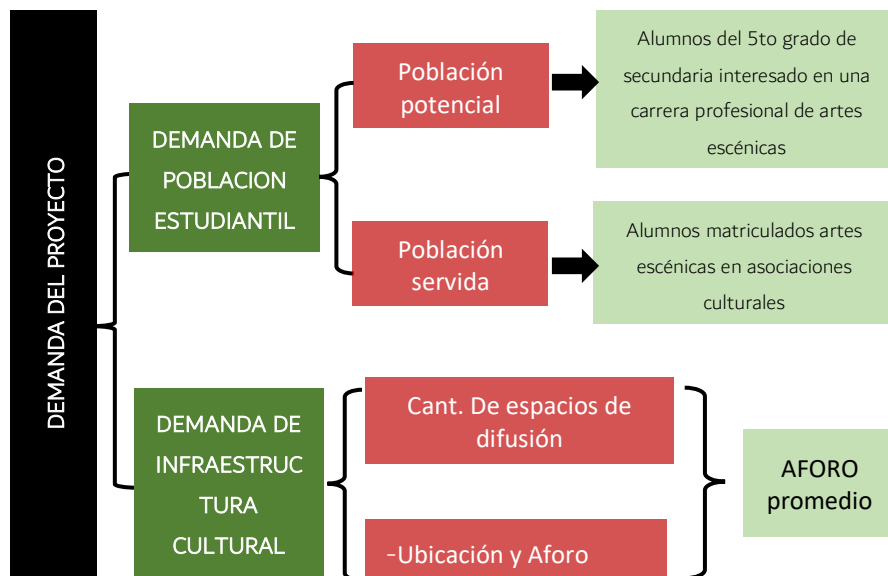 DEMANDA DEL PROYECTO
DEMANDA DE
POBLACION
ESTUDIANTIL
Población
potencial
Alumnos del 5to grado de
secundaria interesado en una
carrera profesional de artes
escénicas
Población
servida
Alumnos matriculados artes
escénicas en asociaciones
culturales
DEMANDA DE
INFRAESTRUC
TURA
CULTURAL
Cant. De espacios de
difusión
-Ubicación y Aforo
AFORO
promedio